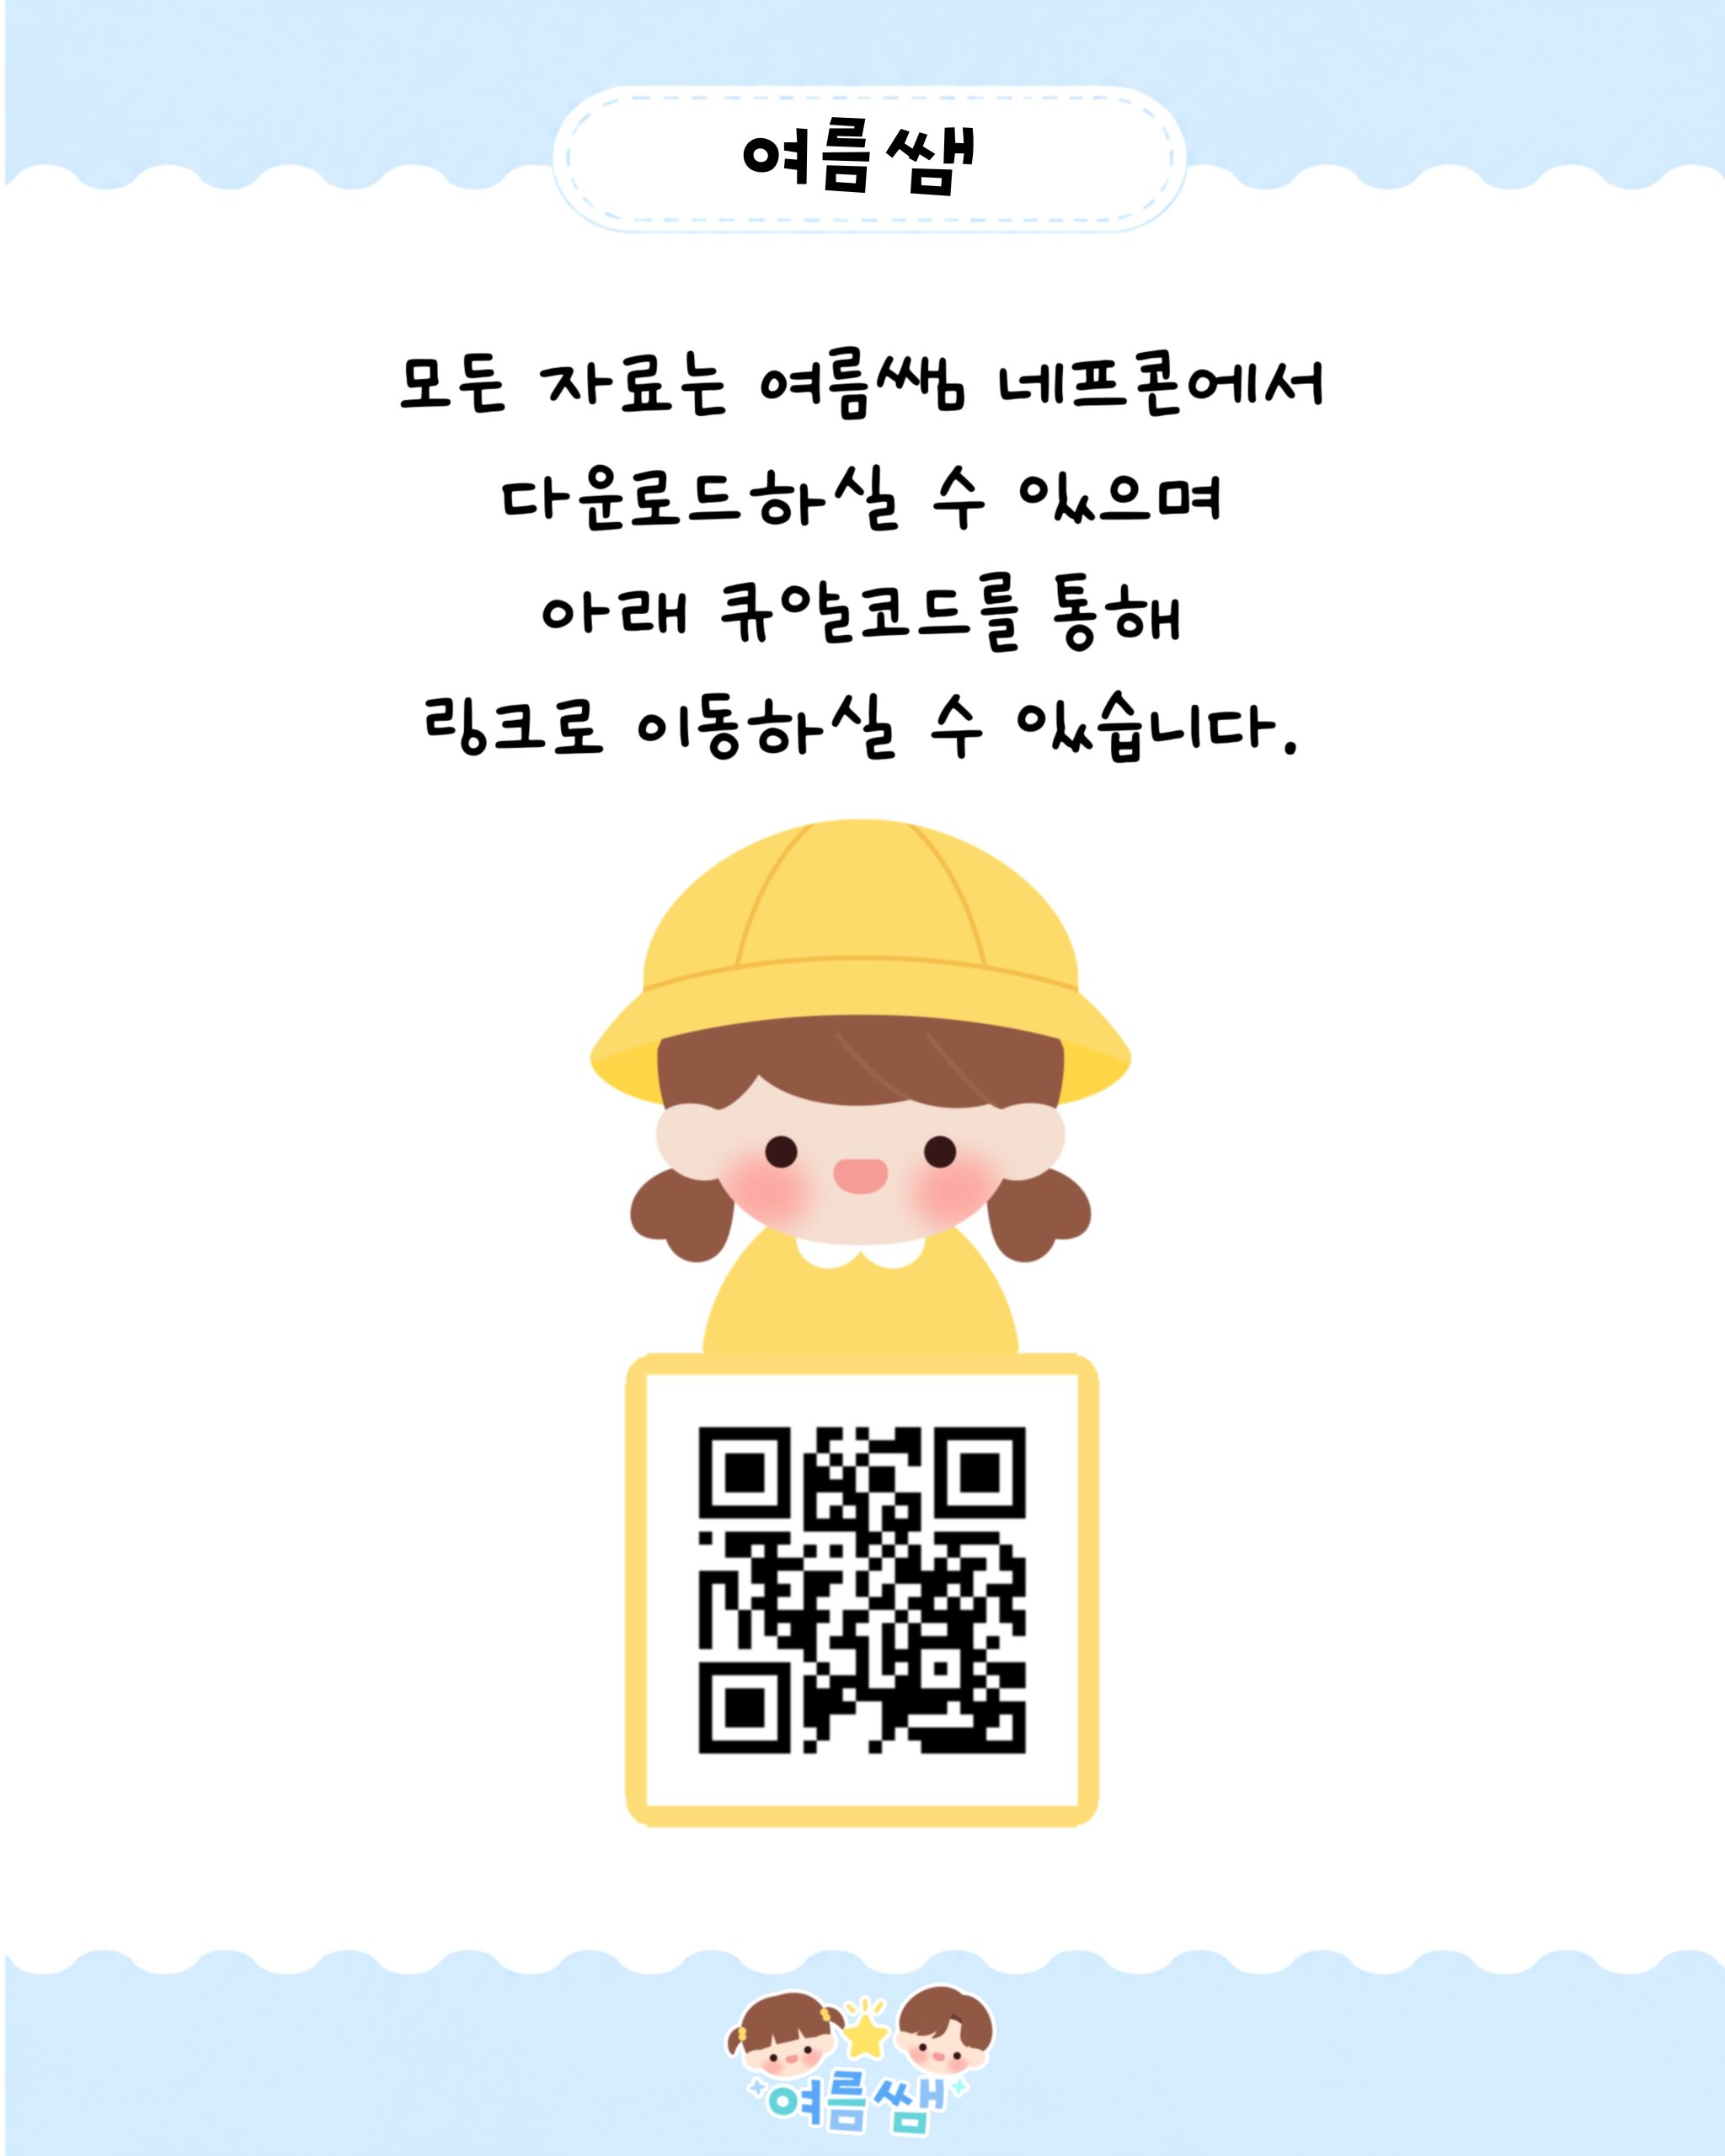 여름쌤
모든 자료는 여름쌤 네프콘에서
다운로드하실 수 있으며
아래 큐알코드를 통해
링크로 이동하실 수 있습니다.
여름쌤